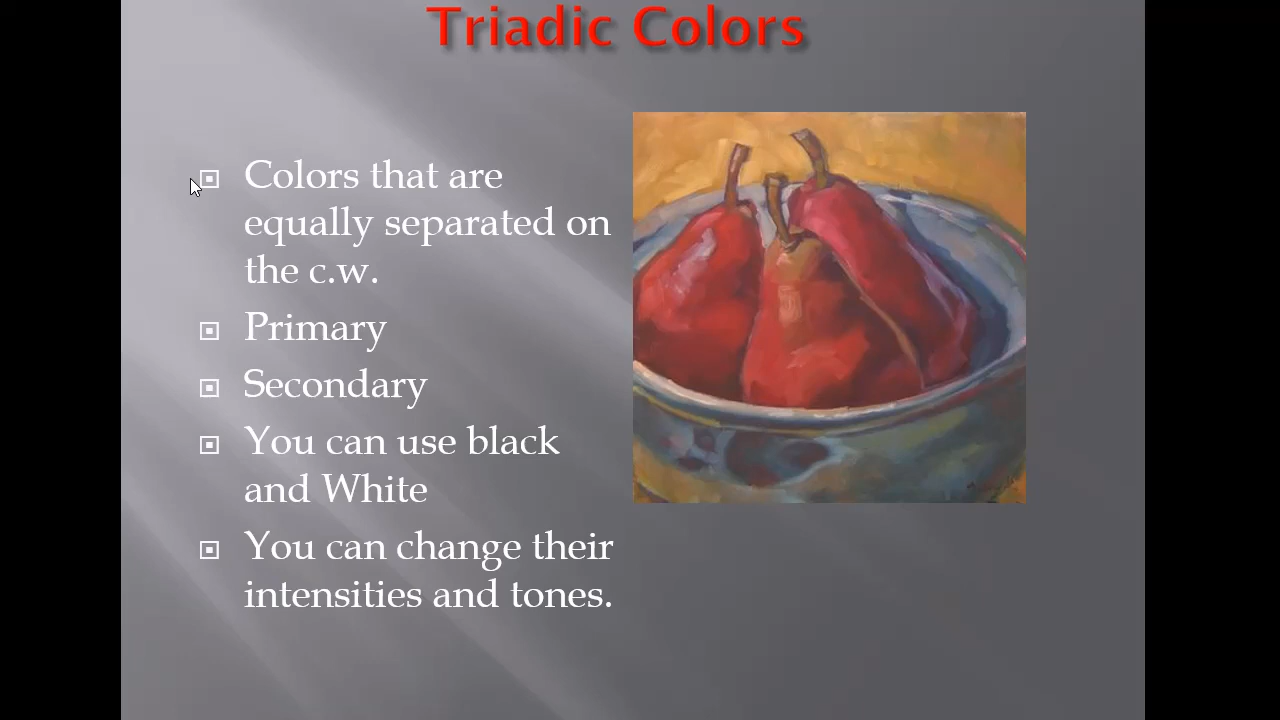 Triadic Colors
Colors that are
equally separated on
the c.w.
Primary
Secondary
You can use black
and White
You can change their
intensities and tones.